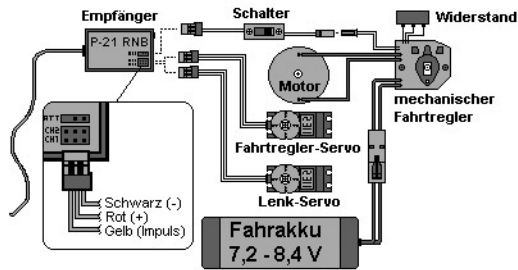 Empfänger
Schalter
Widerstand
P-21 RNB
Motor
mechanischer
Fahrtregler
BTT
CH2
CH1
Fahrtregler-Servo
Schwarz (-)
Rot (+)
Gelb (Impuls)
Lenk-Servo
Fahrakku
7,2 - 8,4 V